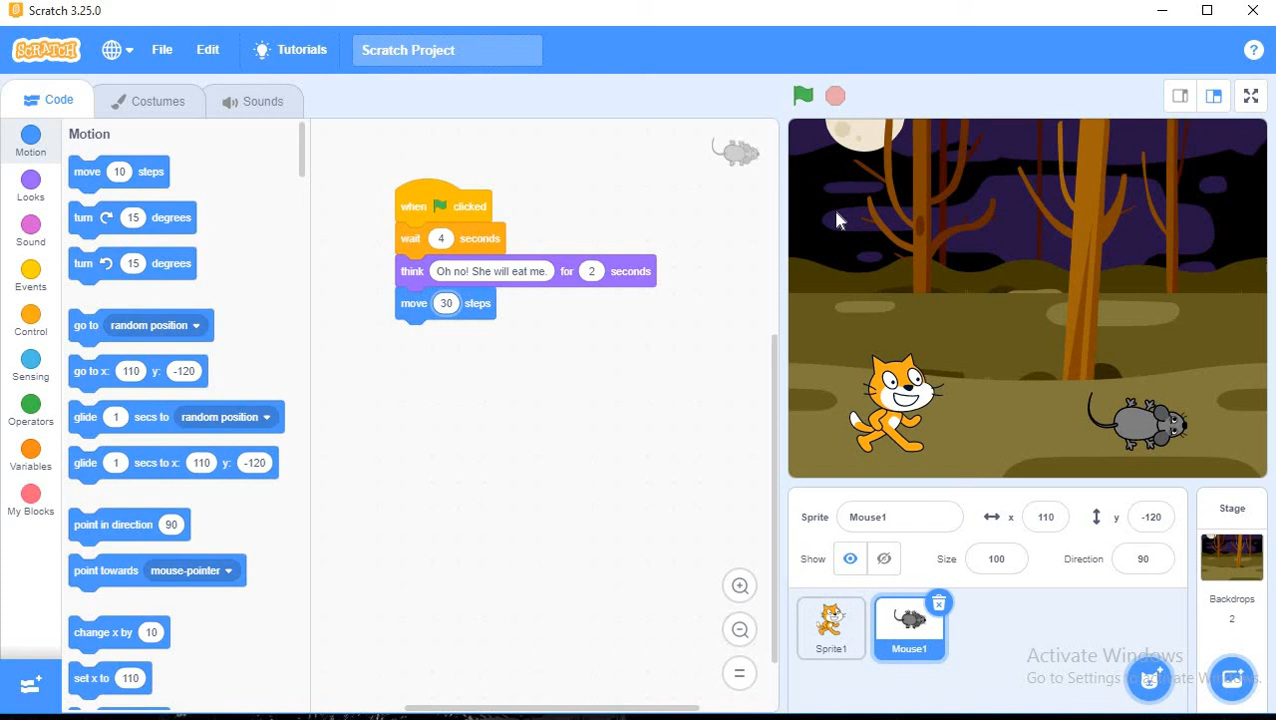 Scratch 3.25.0
SCRATCH File Edit Tutorials Scratch Project ?
Code Costumes Sounds
Motion
Looks
Sound
Events
Control
Sensing
Operators
Variables
My Blocks
Motion
move 10 steps
turn 15 degrees
turn 15 degrees
go to random position
go to x: 110 y: -120
glide 1 secs to random position
glide 1 secs to x: 110 y: -120
point in direction 90
point towards mouse-pointer
change x by 10
set x to 110
when clicked
wait 4 seconds
think Oh no! She will eat me. for 2 seconds
move 30 steps
Sprite Mouse1 x 110 y -120
Show Size 100 Direction 90
Sprite1
Mouse1
Stage
Backdrops
2
Activate Windows
Go to Settings to activate Windows.